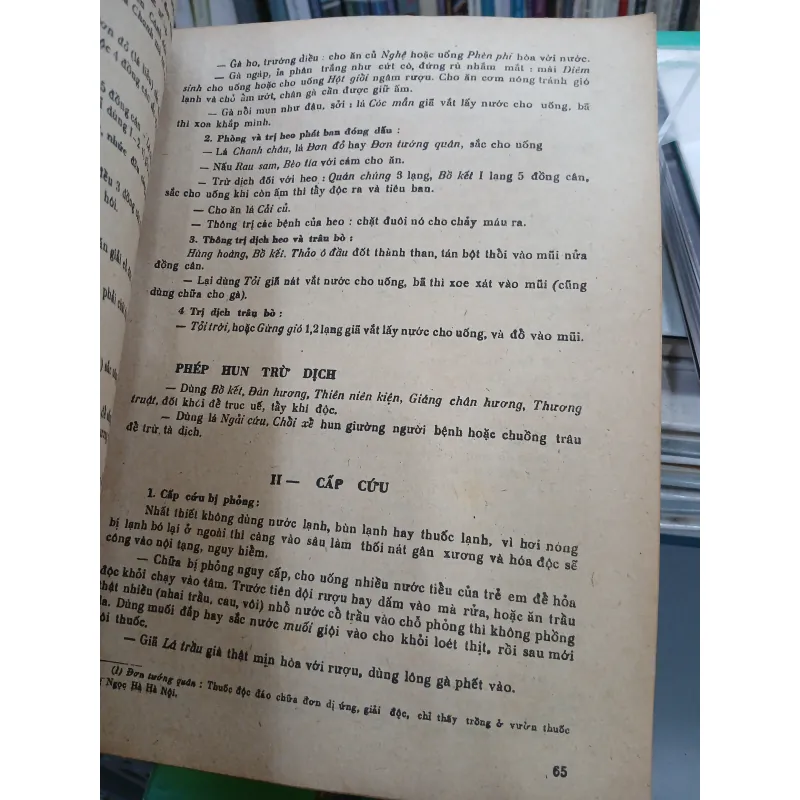 — Gà ho, trướng diều : cho ăn củ Nghệ hoặc uống Phèn phi hòa với nước.
— Gà ngáp, ỉa phân trắng như cứt cò, đứng rù nhắm mắt : mài Diêm
sinh cho uống hoặc cho uống Hột giồi ngâm rượu. Cho ăn cơm nóng tránh gió
lạnh và chỗ ẩm ướt, chân gà cần được giữ ấm.
— Gà nồi mun như đậu, sởi : lá Cóc mẳn giã vắt lấy nước cho uống, bã
thì xoa khắp mình.
2. Phòng và trị heo phát ban đóng dấu :
— Lá Chanh châu, lá Đơn đỏ hay Đơn tướng quân, sắc cho uống
— Nấu Rau sam, Bèo tía với cám cho ăn.
— Trừ dịch đối với heo : Quán chúng 3 lạng, Bồ kết 1 lạng 5 đồng cân,
sắc cho uống khi còn ấm thì tẩy độc ra và tiêu ban.
— Cho ăn lá Cải củ.
— Thông trị các bệnh của heo : chặt đuôi nó cho chảy máu ra.
3. Thông trị dịch heo và trâu bò :
Hùng hoàng, Bồ kết. Thảo ô đầu đốt thành than, tán bột thổi vào mũi nửa
đồng cân.
— Lại dùng Tỏi giã nát vắt nước cho uống, bã thì xoe xát vào mũi (cũng
dùng chữa cho gà).
4 Trị dịch trâu bò :
— Tỏi trời, hoặc Gừng gió 1,2 lạng giã vắt lấy nước cho uống, và đổ vào mũi.
PHÉP HUN TRỪ DỊCH
— Dùng Bồ kết, Đàn hương, Thiên niên kiện, Giáng chân hương, Thương
truật, đốt khói để trục uế, tẩy khí độc.
— Dùng lá Ngải cứu, Chổi xể hun giường người bệnh hoặc chuồng trâu
để trừ tà dịch.
II — CẤP CỨU
1. Cấp cứu bị phỏng :
Nhất thiết không dùng nước lạnh, bùn lạnh hay thuốc lạnh, vì hơi nóng
bị lạnh bó lại ở ngoài thì càng vào sâu làm thối nát gân xương và hóa độc sẽ
công vào nội tạng, nguy hiểm.
— Chữa bị phỏng nguy cấp, cho uống nhiều nước tiểu của trẻ em để hỏa
độc khỏi chạy vào tâm. Trước tiên dội rượu hay dấm vào mà rửa, hoặc ăn trầu
thật nhiều (nhai trầu, cau, vôi) nhổ nước cổ trầu vào chỗ phỏng thì không phồng
da. Dùng muối đắp hay sắc nước muối giội vào cho khỏi loét thịt, rồi sau mới
ôi thuốc.
— Giã Lá trầu già thật mịn hòa với rượu, dùng lông gà phết vào.
(1) Đơn tướng quân : Thuốc độc đáo chữa đơn dị ứng, giải độc, chỉ thấy trồng ở vườn thuốc
Ngọc Hà Hà Nội.
65